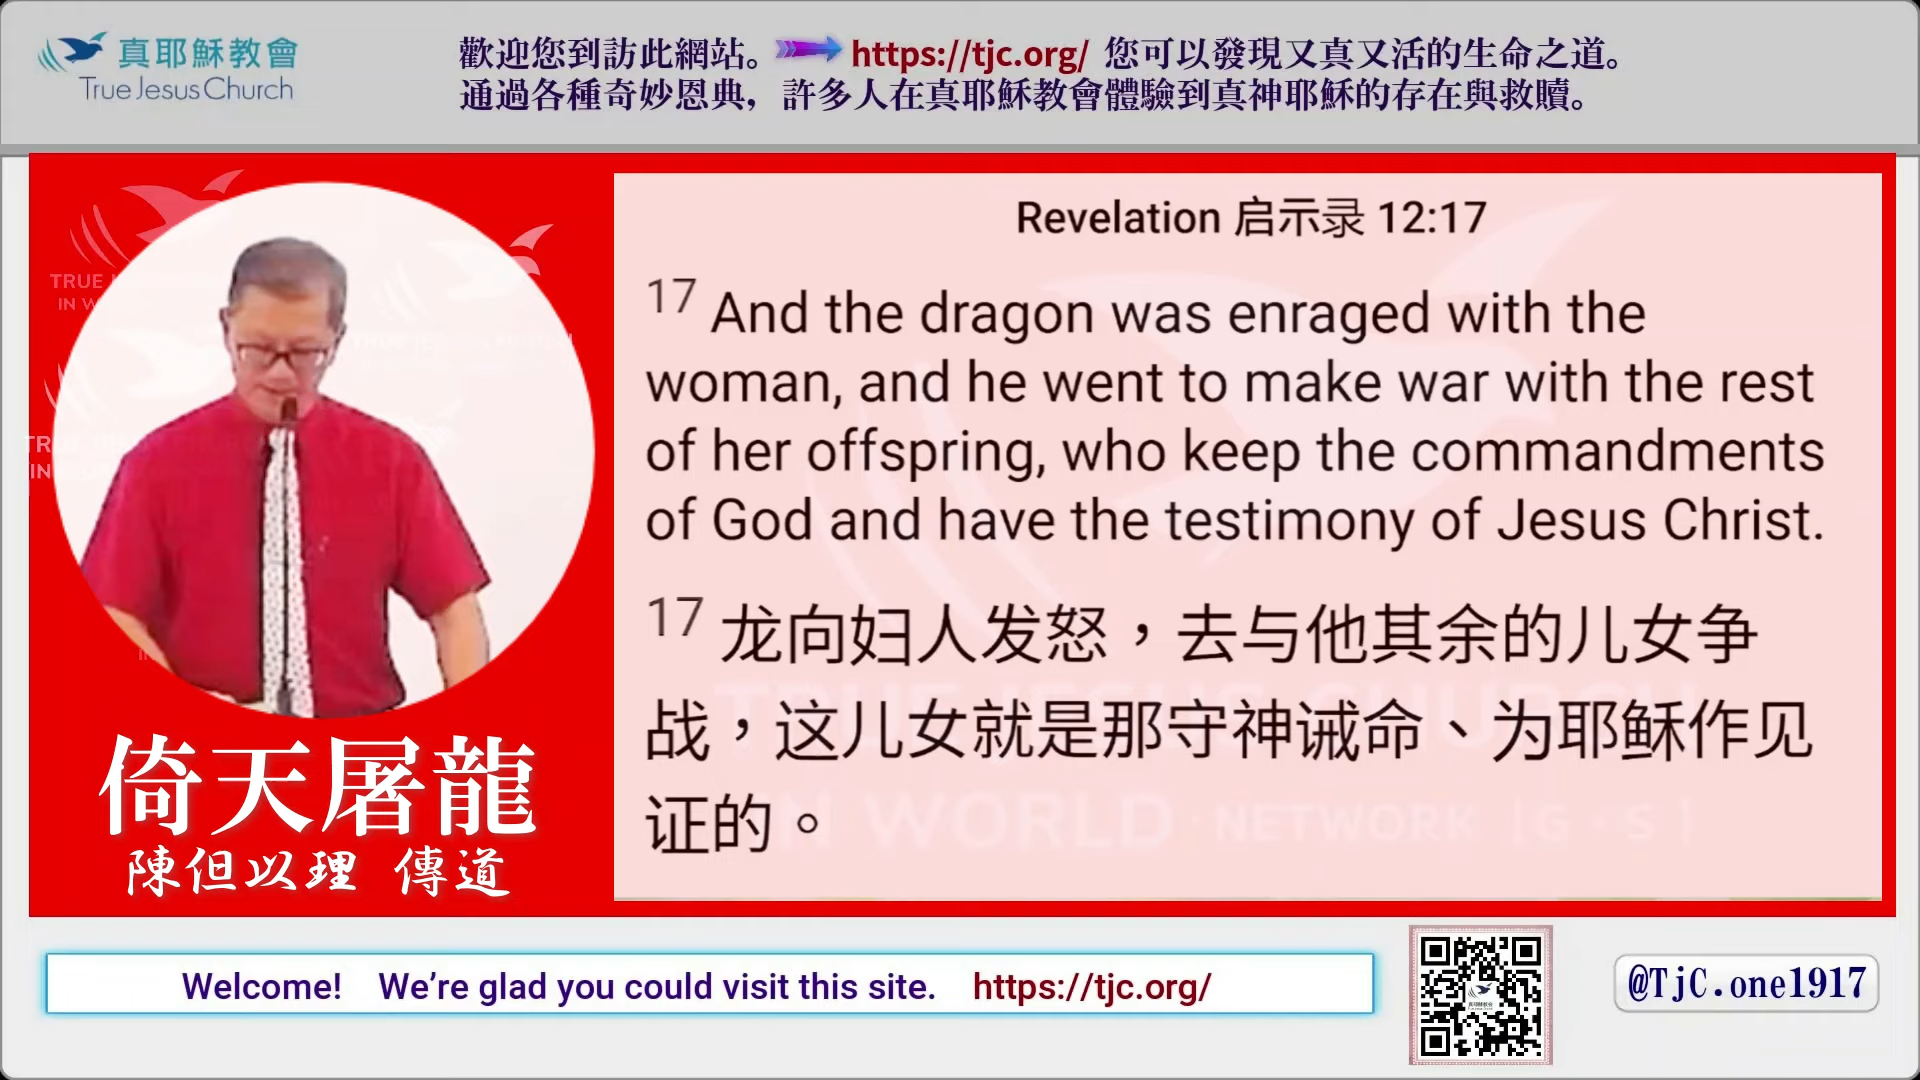 真耶穌教會
True Jesus Church
歡迎您到訪此網站。 https://tjc.org/ 您可以發現又真又活的生命之道。
通過各種奇妙恩典，許多人在真耶穌教會體驗到真神耶穌的存在與救贖。
Revelation 启示录 12:17
17 And the dragon was enraged with the
woman, and he went to make war with the rest
of her offspring, who keep the commandments
of God and have the testimony of Jesus Christ.
17 龙向妇人发怒，去与他其余的儿女争
战，这儿女就是那守神诫命、为耶稣作见
证的。
TRUE JESUS CHURCH
IN WORLD · NETWORK [G · S]
倚天屠龍
陳但以理 傳道
Welcome! We’re glad you could visit this site. https://tjc.org/
@TjC.one1917